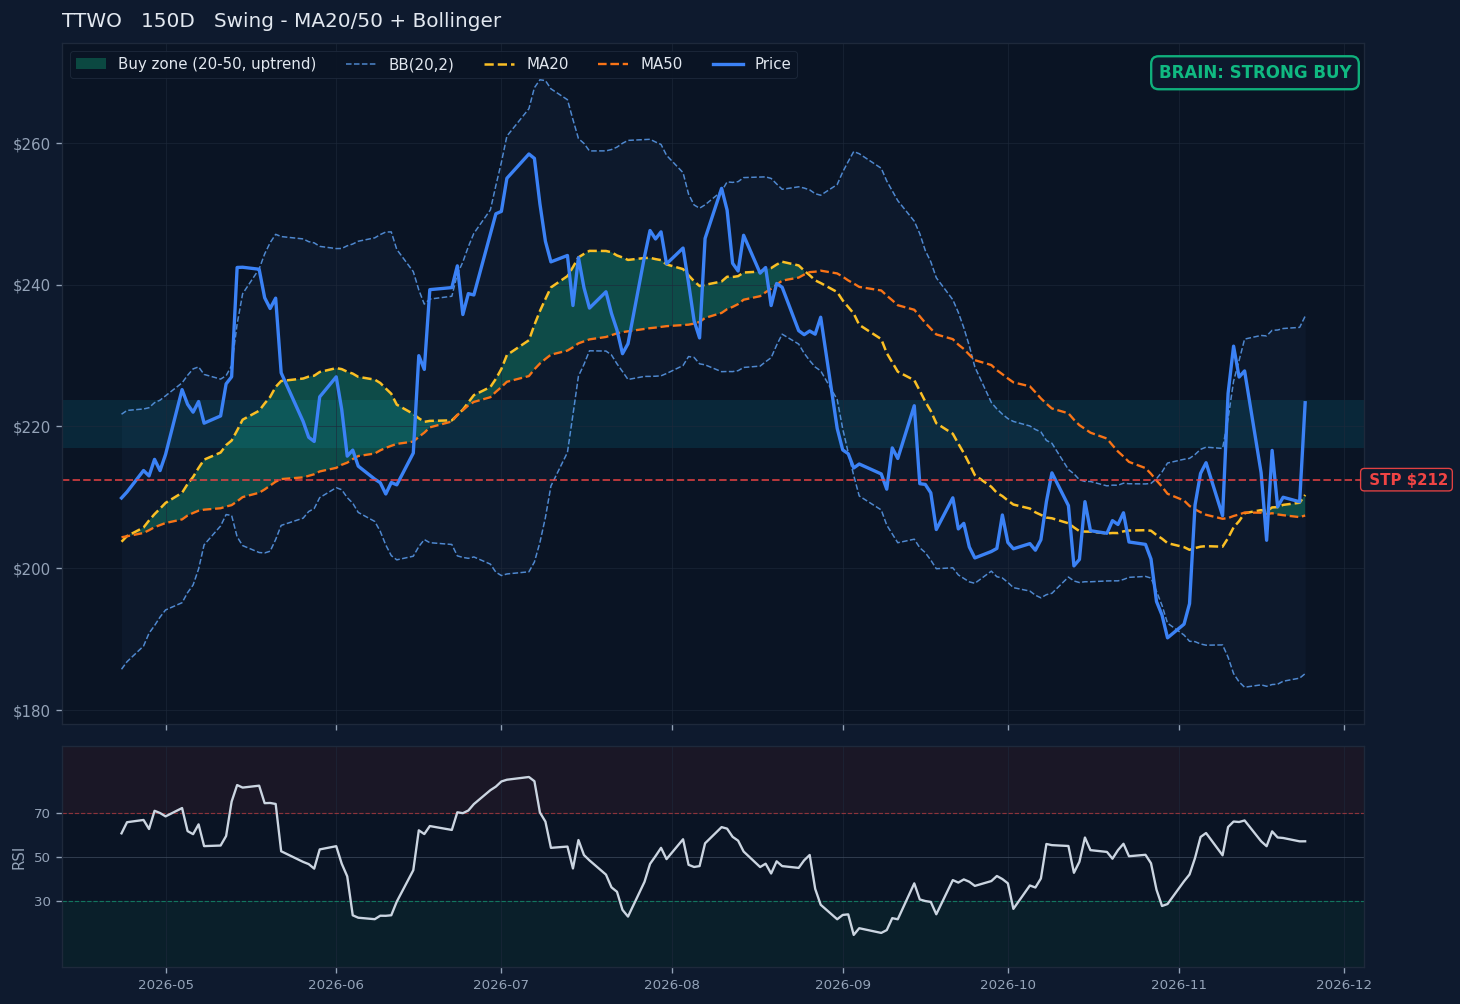 TTWO   150D   Swing - MA20/50 + Bollinger
Buy zone (20-50, uptrend)   BB(20,2)   MA20   MA50   Price
BRAIN: STRONG BUY
$260
$240
$220
STP $212
$200
$180
70
50
30
RSI
2026-05   2026-06   2026-07   2026-08   2026-09   2026-10   2026-11   2026-12